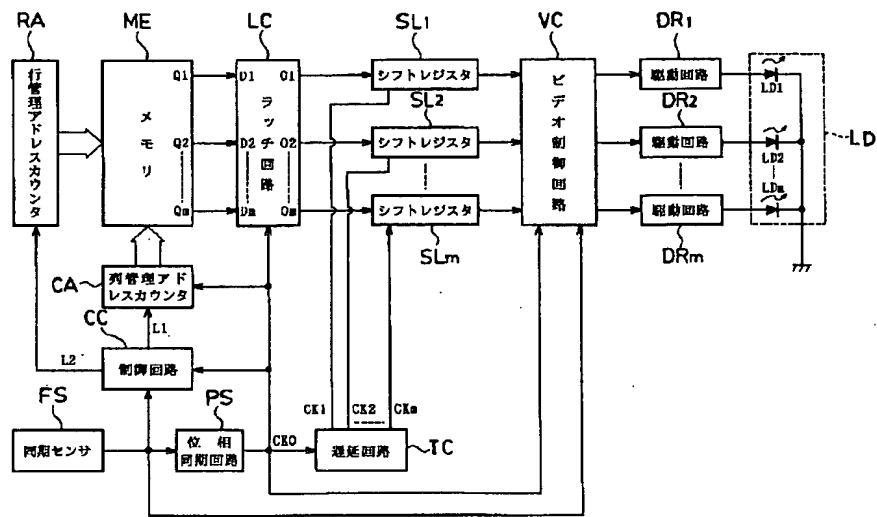 RA ME LC SL1 VC DR1
行管理アドレスカウンタ
メモリ
Q1
Q2
Qm
ラッチ回路
D1 O1
D2 O2
Dm Om
シフトレジスタ
SL2
シフトレジスタ
シフトレジスタ
SLm
ビデオ制御回路
駆動回路
DR2
駆動回路
駆動回路
DRm
LD1
LD2
LDm
LD
CA
列管理アド
レスカウンタ
CC
L1
L2
制御回路
FS
同期センサ
PS
位相
同期回路
CK0
CK1 CK2 CKm
遅延回路
TC